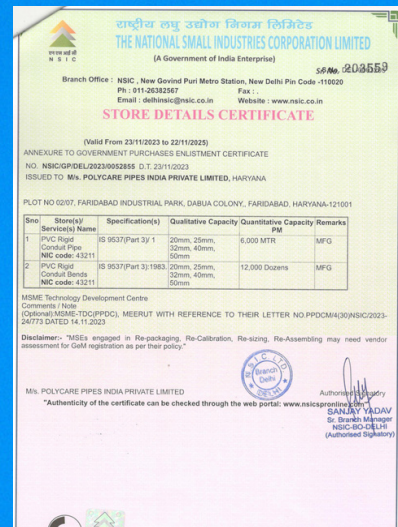 राष्ट्रीय लघु उद्योग निगम लिमिटेड
THE NATIONAL SMALL INDUSTRIES CORPORATION LIMITED
(A Government of India Enterprise)
एन एस आई सी
N S I C
Branch Office : NSIC , New Govind Puri Metro Station, New Delhi Pin Code -110020
Ph : 011-26382567 Fax : .
Email : delhinsic@nsic.co.in Website : www.nsic.co.in
STORE DETAILS CERTIFICATE
(Valid From 23/11/2023 to 22/11/2025)
ANNEXURE TO GOVERNMENT PURCHASES ENLISTMENT CERTIFICATE
NO. NSIC/GP/DEL/2023/0052855 D.T. 23/11/2023
ISSUED TO M/s. POLYCARE PIPES INDIA PRIVATE LIMITED, HARYANA
PLOT NO 02/07, FARIDABAD INDUSTRIAL PARK, DABUA COLONY,, FARIDABAD, HARYANA-121001
Sno Store(s)/ Service(s) Name Specification(s) Qualitative Capacity Quantitative Capacity PM Remarks
1 PVC Rigid Conduit Pipe NIC code: 43211 IS 9537(Part 3)/ 1 20mm, 25mm, 32mm, 40mm, 50mm 6,000 MTR MFG
2 PVC Rigid Conduit Bends NIC code: 43211 IS 9537(Part 3):1983. 20mm, 25mm, 32mm, 40mm, 50mm 12,000 Dozens MFG
MSME Technology Development Centre
Comments / Note
(Optional):MSME-TDC(PPDC), MEERUT WITH REFERENCE TO THEIR LETTER NO.PPDCM/4(30)NSIC/2023-
24/773 DATED 14.11.2023
Disclaimer:- "MSEs engaged in Re-packaging, Re-Calibration, Re-sizing, Re-Assembling may need vendor
assessment for GeM registration as per their policy."
N.S.I.C. LTD
Branch
Delhi
M/s. POLYCARE PIPES INDIA PRIVATE LIMITED Authorised Signatory
"Authenticity of the certificate can be checked through the web portal: www.nsicspronline.com"
SANJAY YADAV
Sr. Branch Manager
NSIC-BO-DELHI
(Authorised Signatory)